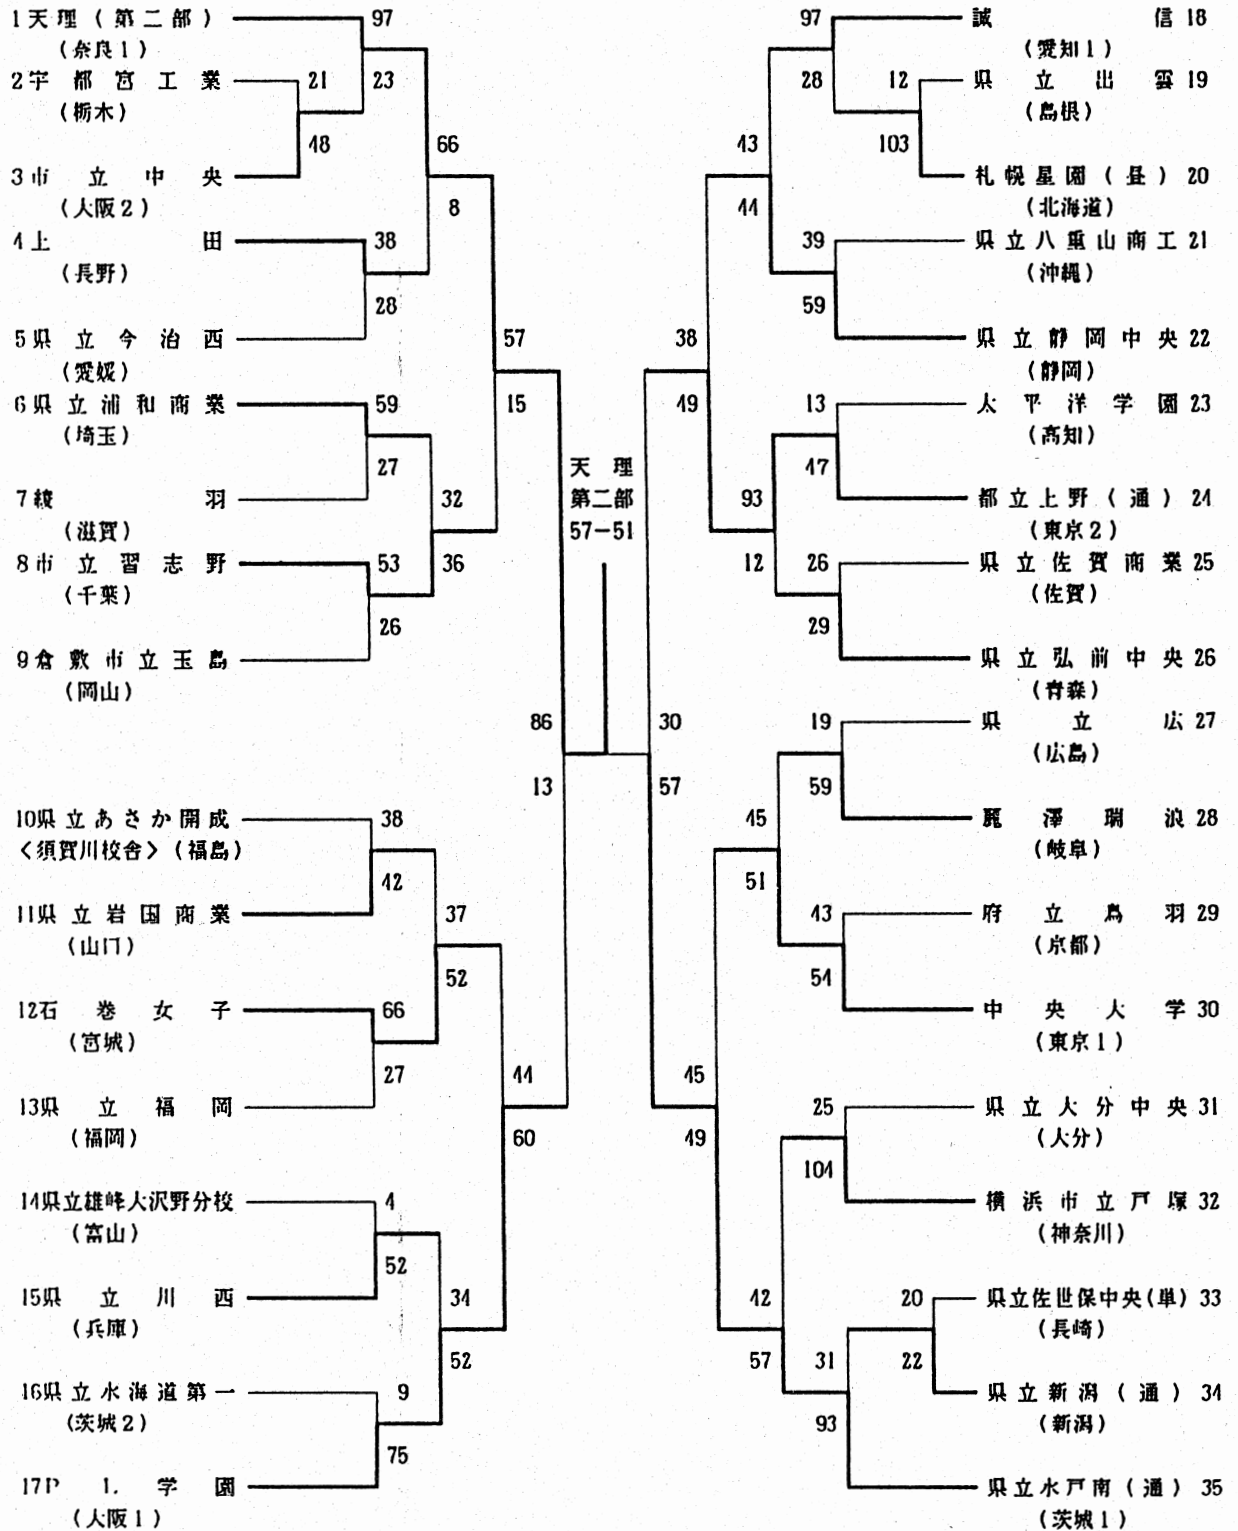 1天理(第二部) 97
(奈良1)
2宇都宮工業 21 23
(栃木)
48 66
3市立中央
(大阪2) 8
4上田 38
(長野)
28
5県立今治西 57
(愛媛)
6県立浦和商業 59 15
(埼玉)
27
7綾羽 32
(滋賀)
8市立習志野 53 36
(千葉)
26
9倉敷市立玉島
(岡山)
86
13
10県立あさか開成 38
<須賀川校舎>(福島)
42
11県立岩国商業 37
(山口)
52
12石巻女子 66
(宮城)
27 44
13県立福岡
(福岡) 60
14県立雄峰大沢野分校 4
(富山)
52
15県立川西 34
(兵庫)
52
16県立水海道第一 9
(茨城2)
75
17PL学園
(大阪1)
天理
第二部
57-51
97 誠信 18
(愛知1)
28 12 県立出雲 19
(島根)
43 103
札幌星園(昼) 20
44 (北海道)
39 県立八重山商工 21
(沖縄)
59
38 県立静岡中央 22
(静岡)
49 13 太平洋学園 23
(高知)
47
93 都立上野(通) 24
(東京2)
12 26 県立佐賀商業 25
(佐賀)
29
県立弘前中央 26
(青森)
30 19 県立広 27
(広島)
57 59
45 麗澤瑞浪 28
(岐阜)
51
43 府立鳥羽 29
(京都)
54
中央大学 30
(東京1)
45
25 県立大分中央 31
49 (大分)
104
横浜市立戸塚 32
(神奈川)
42 20 県立佐世保中央(単) 33
(長崎)
57 31 22
県立新潟(通) 34
93 (新潟)
県立水戸南(通) 35
(茨城1)